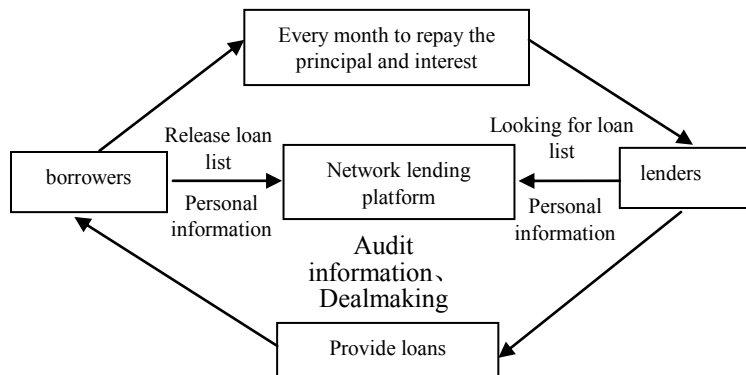 Every month to repay the
principal and interest
Release loan
list
Looking for loan
list
borrowers
Network lending
platform
lenders
Personal
information
Personal
information
Audit
information、
Dealmaking
Provide loans